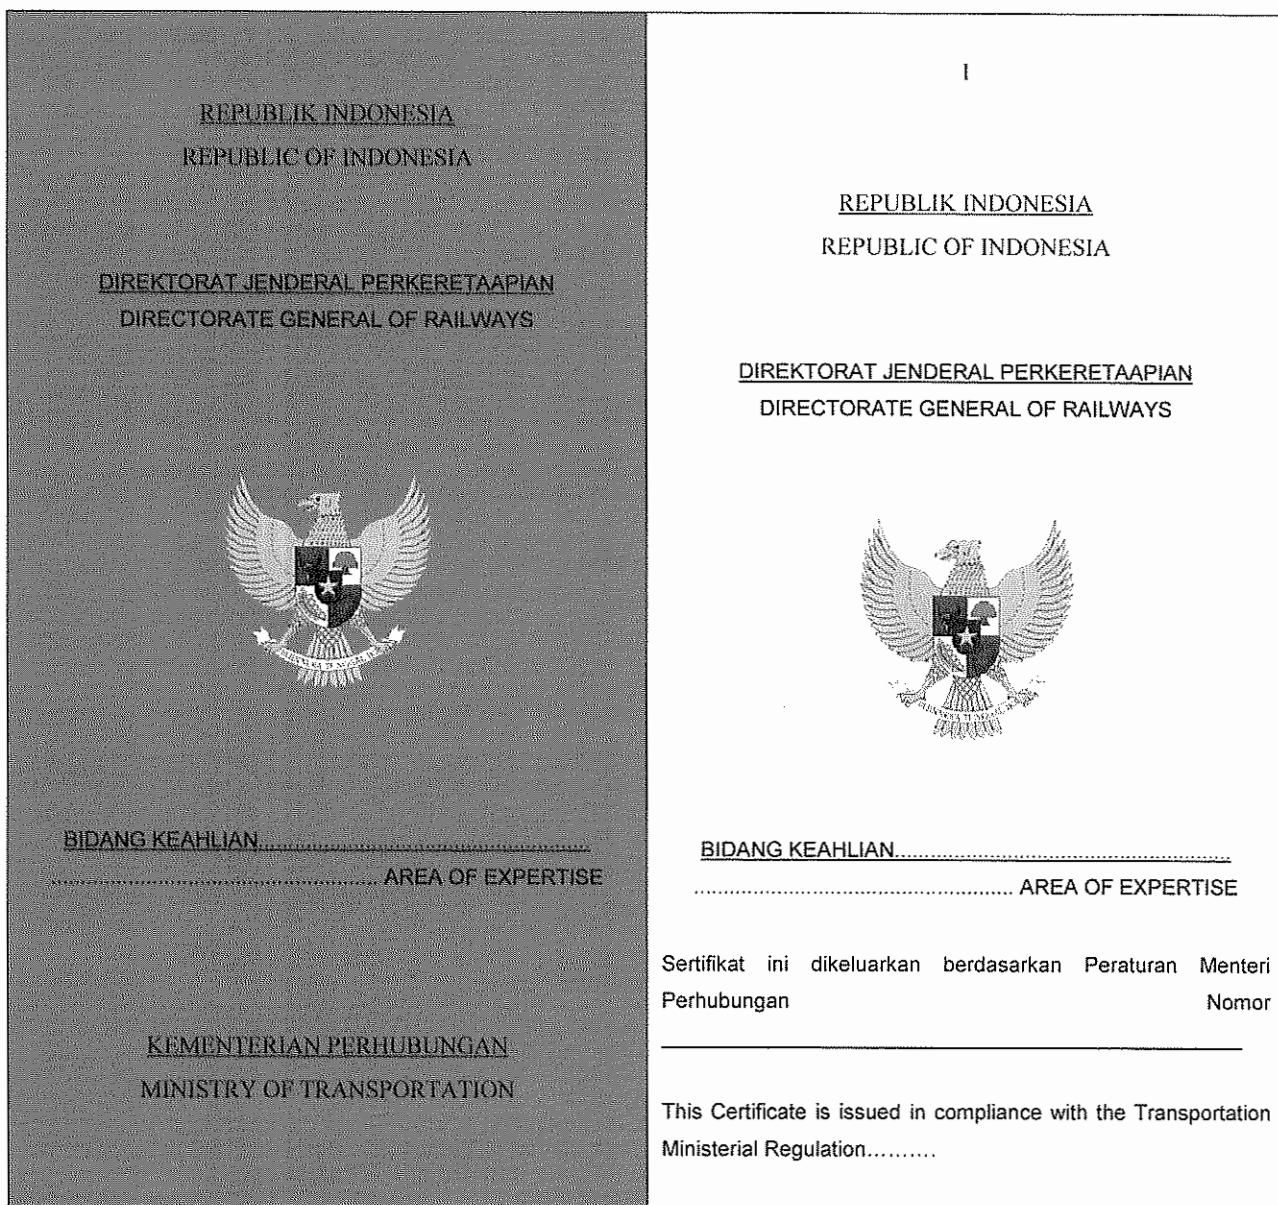 REPUBLIK INDONESIA
REPUBLIC OF INDONESIA
DIREKTORAT JENDERAL PERKERETAAPIAN
DIRECTORATE GENERAL OF RAILWAYS
BIDANG KEAHLIAN....................................................
.................................................... AREA OF EXPERTISE
KEMENTERIAN PERHUBUNGAN
MINISTRY OF TRANSPORTATION
1
REPUBLIK INDONESIA
REPUBLIC OF INDONESIA
DIREKTORAT JENDERAL PERKERETAAPIAN
DIRECTORATE GENERAL OF RAILWAYS
BIDANG KEAHLIAN....................................................
.................................................... AREA OF EXPERTISE
Sertifikat ini dikeluarkan berdasarkan Peraturan Menteri
Perhubungan Nomor
This Certificate is issued in compliance with the Transportation
Ministerial Regulation..........